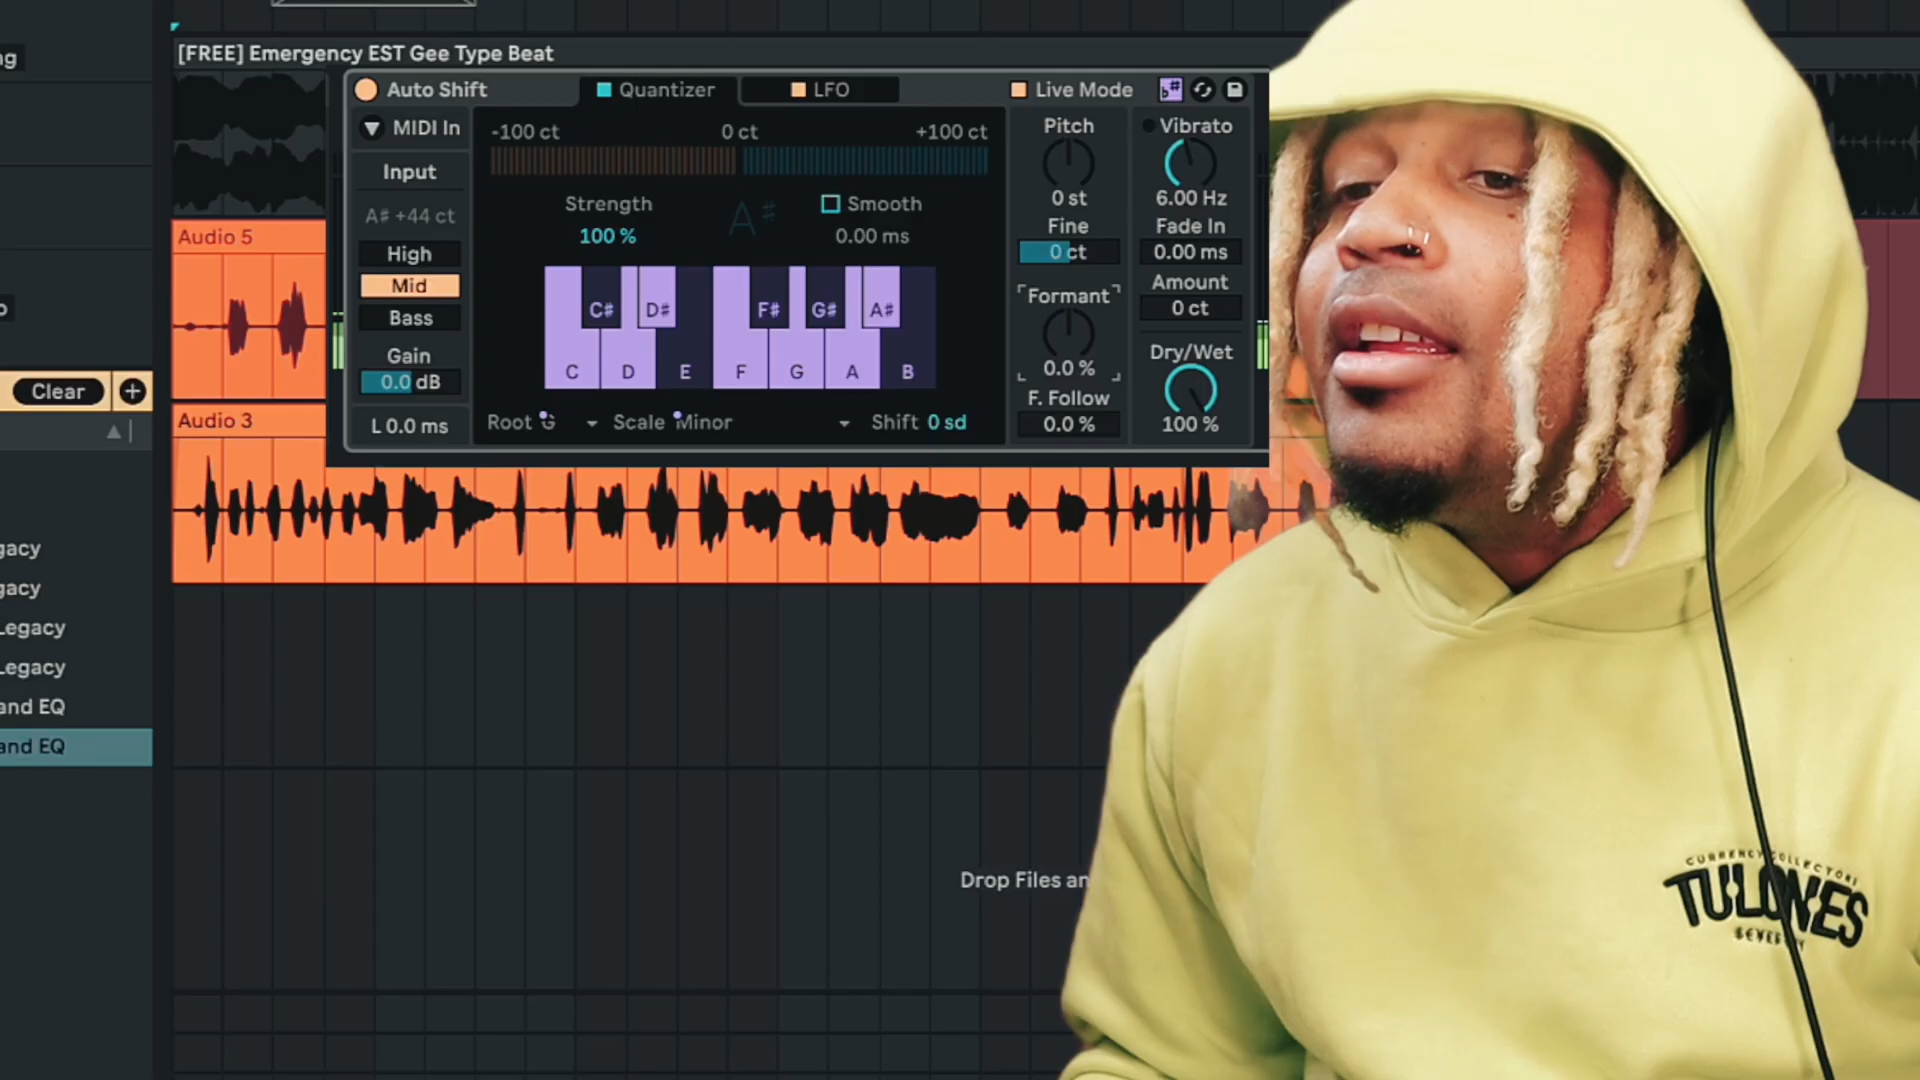 ng
[FREE] Emergency EST Gee Type Beat
Auto Shift
Quantizer
LFO
Live Mode
b#
MIDI In
-100 ct
0 ct
+100 ct
Pitch
Vibrato
Input
0 st
6.00 Hz
A# +44 ct
Strength
A#
Smooth
Fine
Fade In
Audio 5
100 %
0.00 ms
0 ct
0.00 ms
High
Mid
Formant
Amount
C# D# F# G# A#
0 ct
Bass
Gain
Dry/Wet
0.0 dB
C D E F G A B
0.0 %
Clear
F. Follow
Audio 3
L 0.0 ms
Root G
Scale Minor
Shift 0 sd
0.0 %
100 %
gacy
gacy
Legacy
Legacy
and EQ
and EQ
Drop Files an
CURRENCY COLLECTORS
TULONES